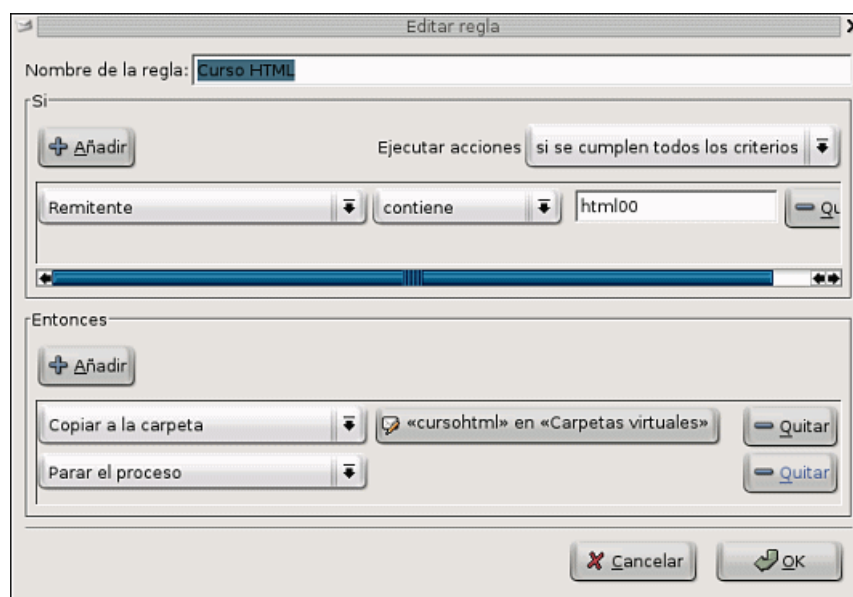 Editar regla
Nombre de la regla: Curso HTML
Si
Añadir
Ejecutar acciones si se cumplen todos los criterios
Remitente contiene html00
Entonces
Añadir
Copiar a la carpeta «cursohtml» en «Carpetas virtuales» Quitar
Parar el proceso Quitar
Cancelar OK